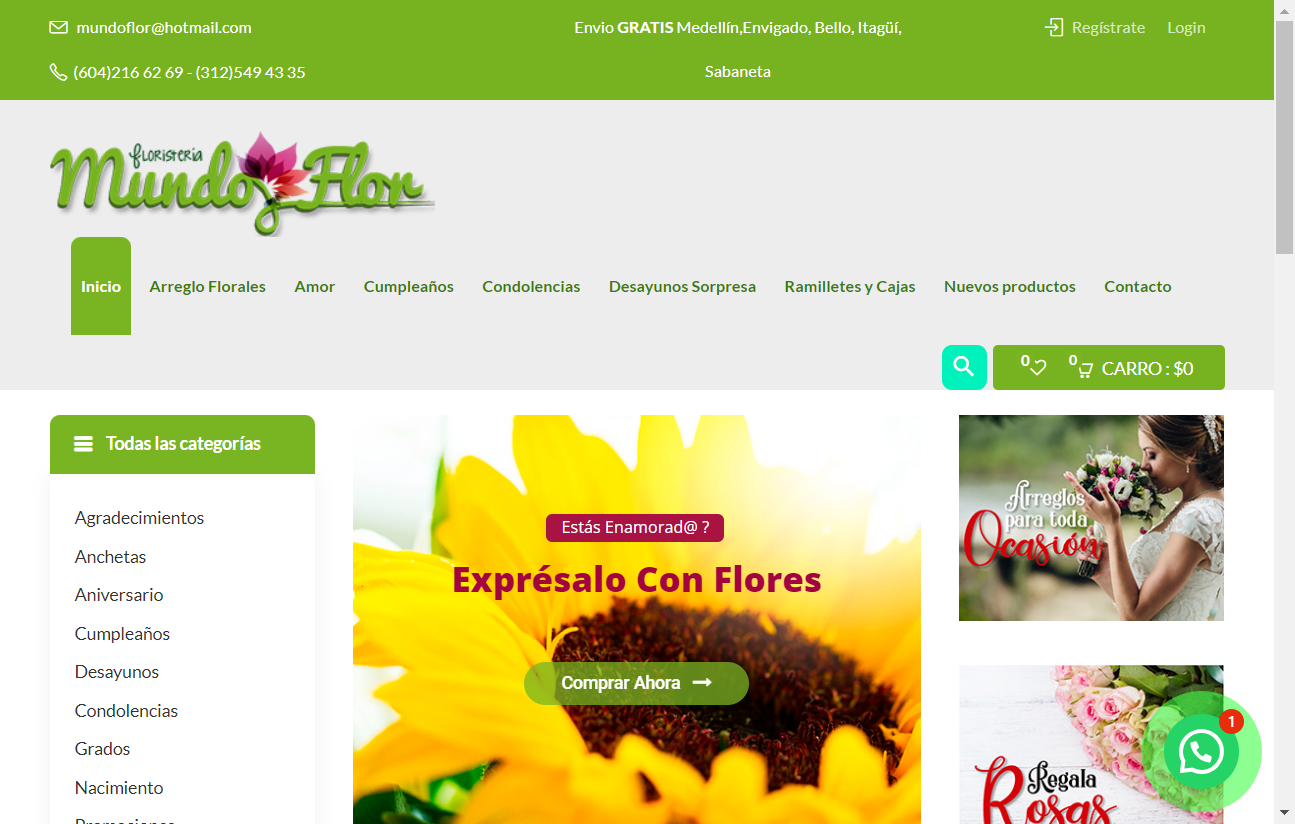 mundoflor@hotmail.com
Envio GRATIS Medellín,Envigado, Bello, Itagüí,
Sabaneta
Regístrate
Login
(604)216 62 69 - (312)549 43 35
Floristeria
Mundo Flor
Inicio
Arreglo Florales
Amor
Cumpleaños
Condolencias
Desayunos Sorpresa
Ramilletes y Cajas
Nuevos productos
Contacto
0
0
CARRO : $0
Todas las categorías
Agradecimientos
Anchetas
Aniversario
Cumpleaños
Desayunos
Condolencias
Grados
Nacimiento
Promociones
Estás Enamorad@ ?
Exprésalo Con Flores
Comprar Ahora
Arreglos
para toda
Ocasión
Regala
Rosas
1